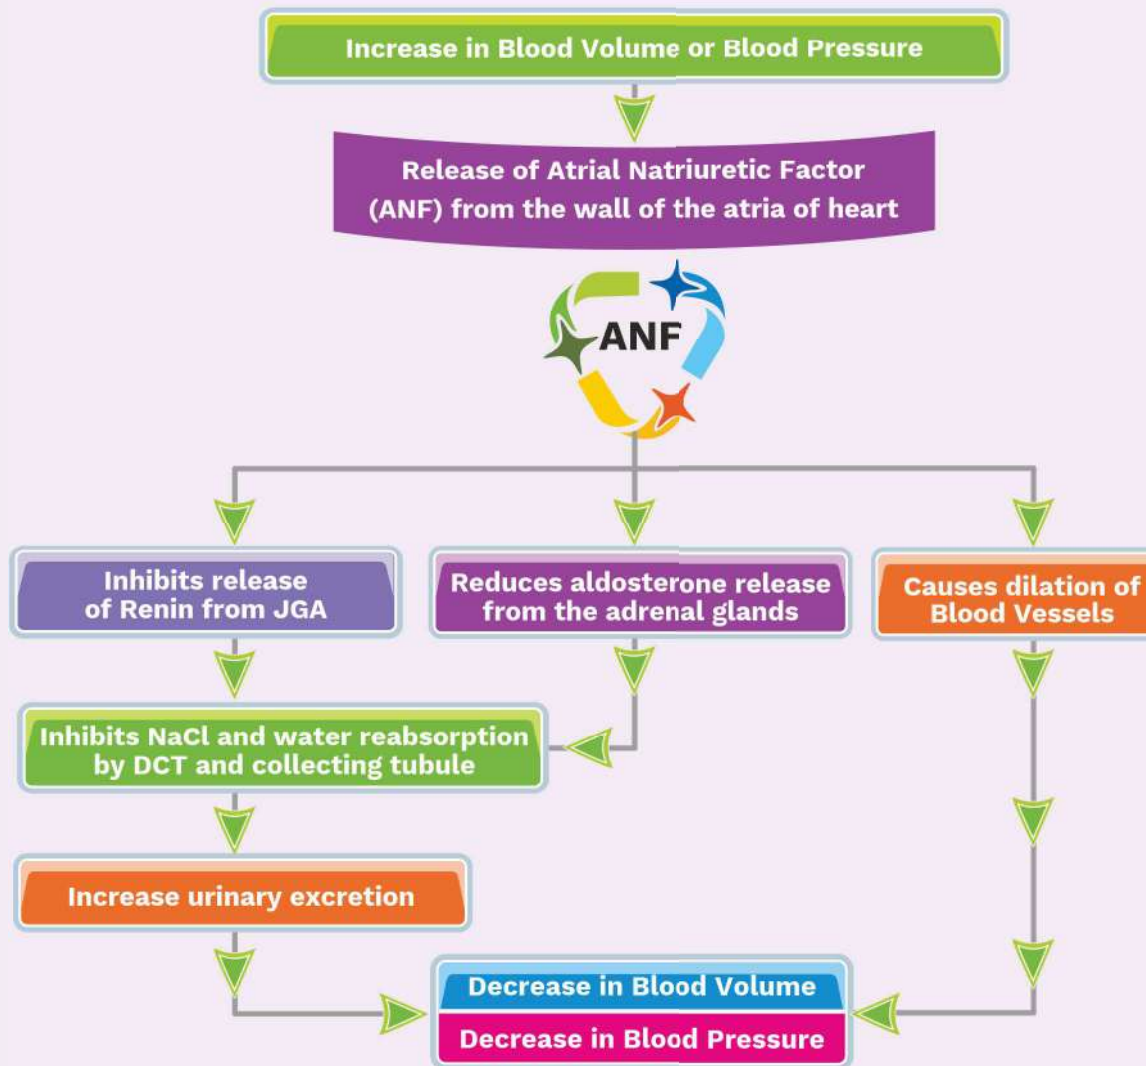 Increase in Blood Volume or Blood Pressure
Release of Atrial Natriuretic Factor
(ANF) from the wall of the atria of heart
ANF
Inhibits release
of Renin from JGA
Reduces aldosterone release
from the adrenal glands
Causes dilation of
Blood Vessels
Inhibits NaCl and water reabsorption
by DCT and collecting tubule
Increase urinary excretion
Decrease in Blood Volume
Decrease in Blood Pressure